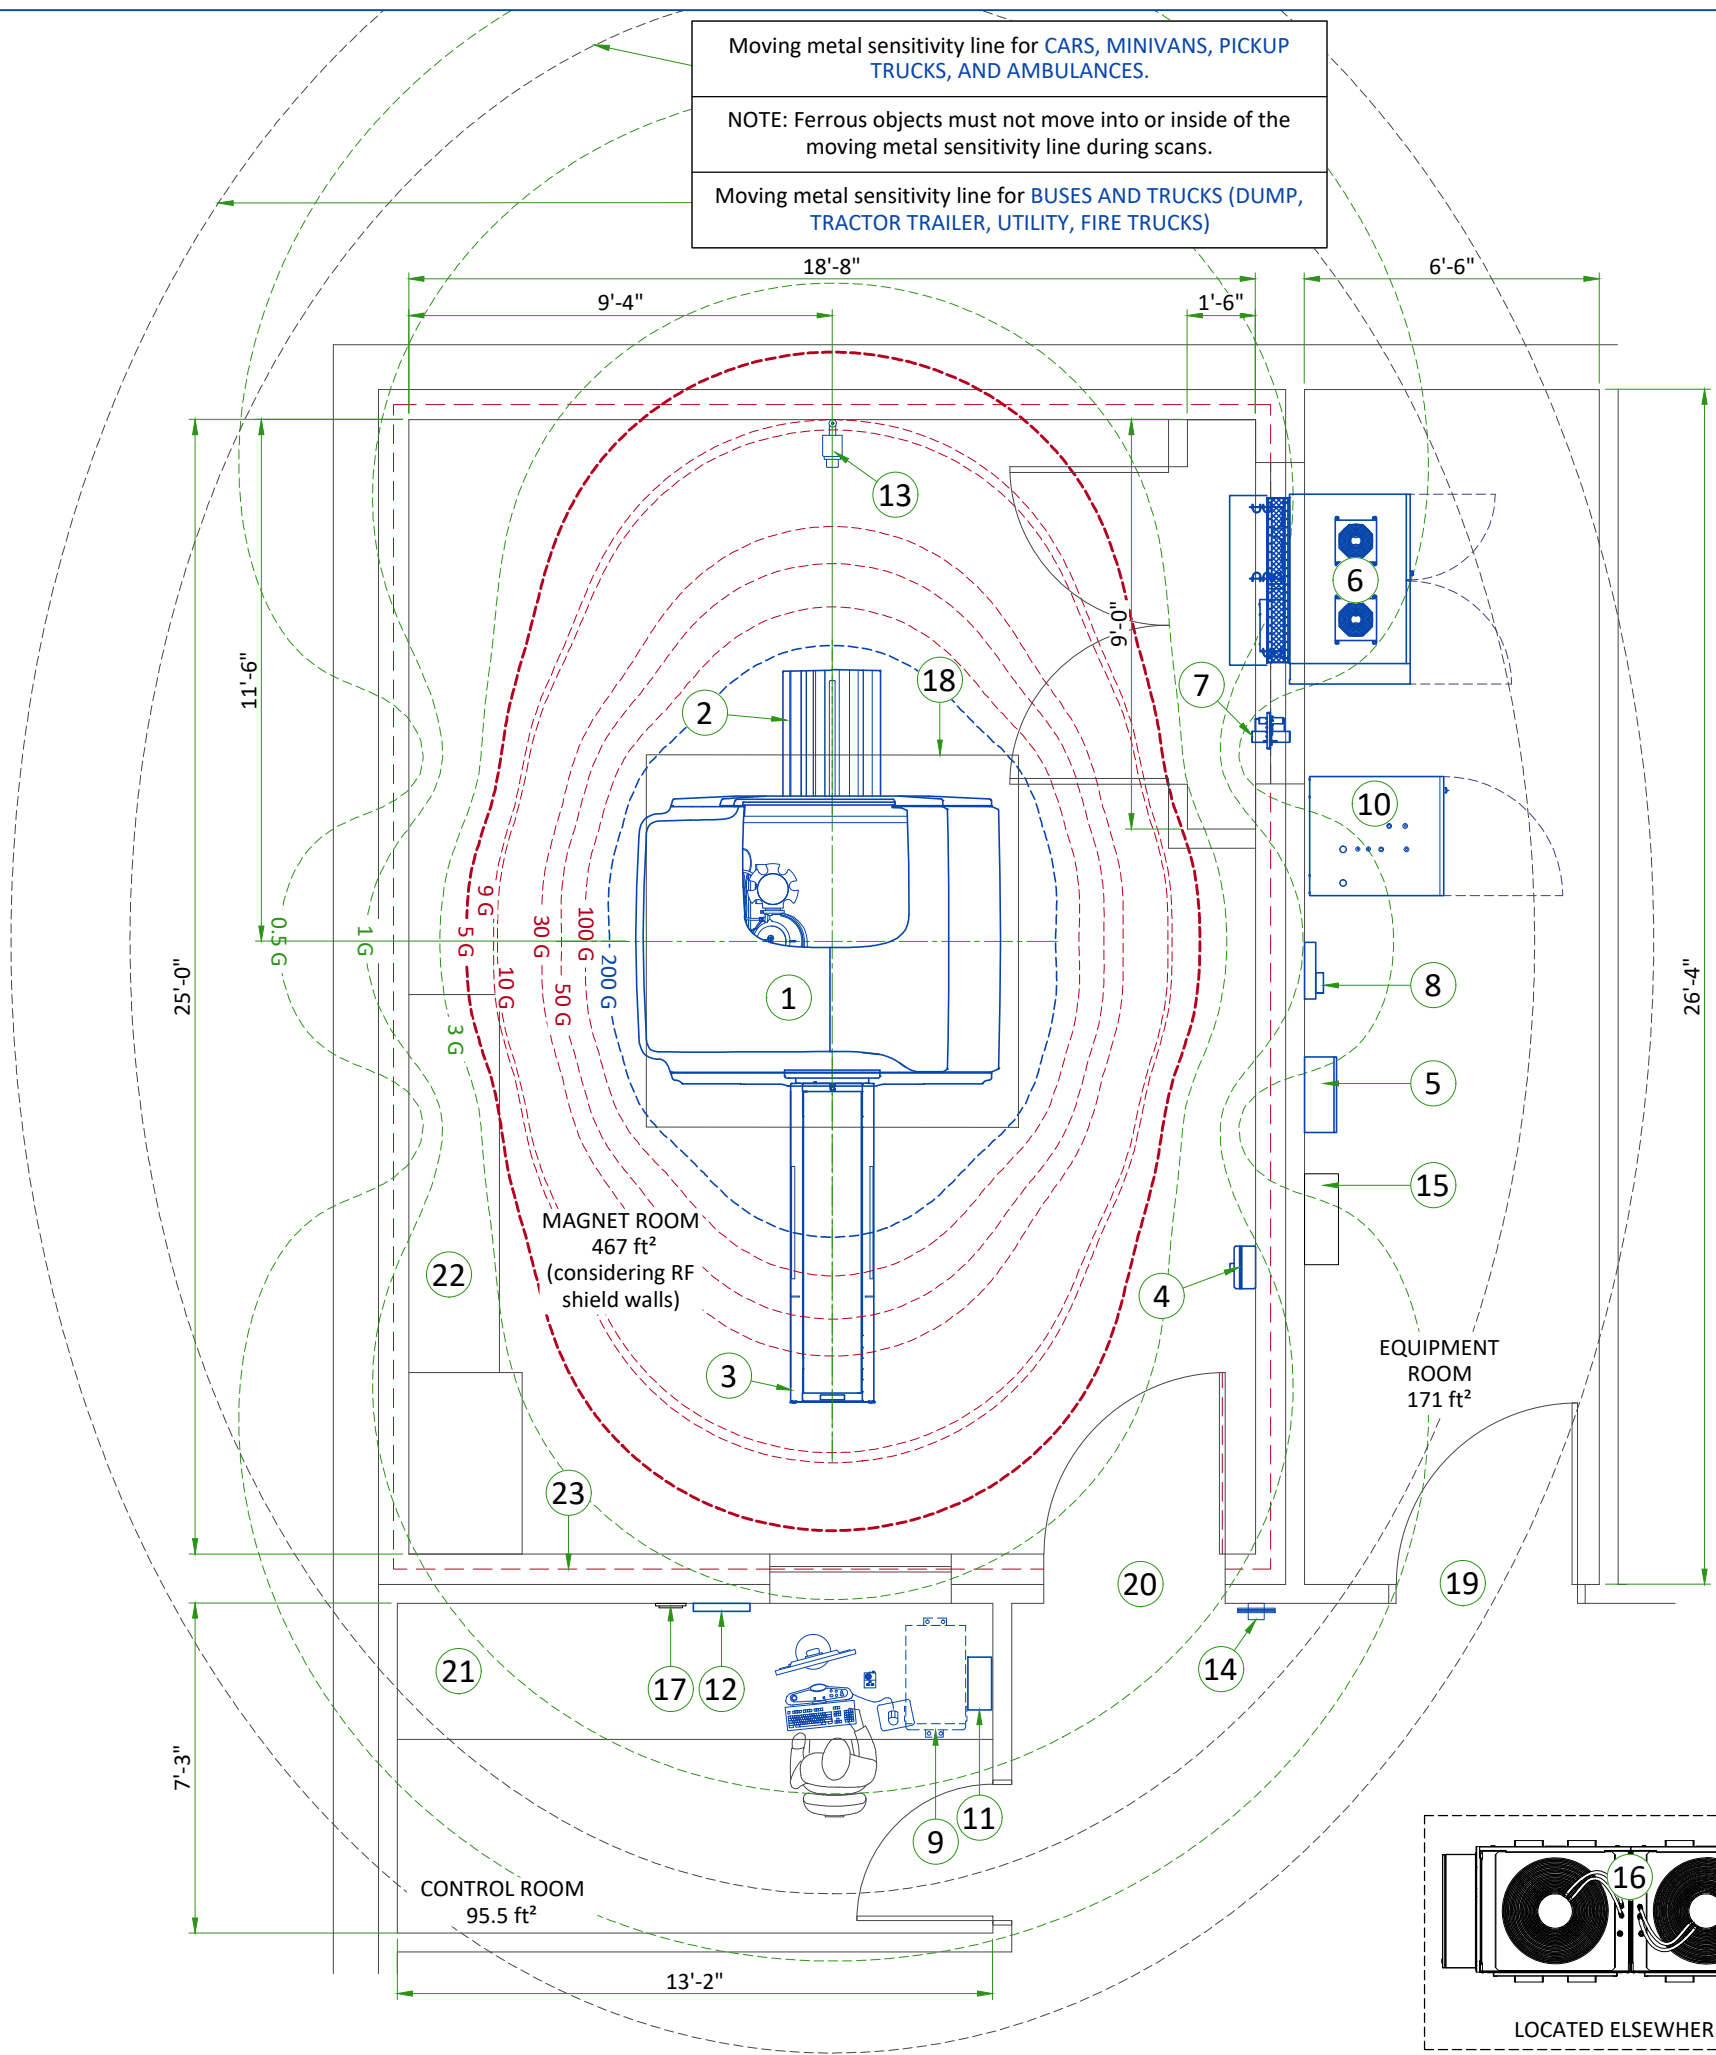 Moving metal sensitivity line for CARS, MINIVANS, PICKUP
TRUCKS, AND AMBULANCES.
NOTE: Ferrous objects must not move into or inside of the
moving metal sensitivity line during scans.
Moving metal sensitivity line for BUSES AND TRUCKS (DUMP,
TRACTOR TRAILER, UTILITY, FIRE TRUCKS)
18'-8"
6'-6"
9'-4"
1'-6"
13
6
9'-0"
11'-6"
18
7
2
10
9 G
5 G
10 G
30 G
50 G
100 G
200 G
0.5 G
1 G
3 G
25'-0"
26'-4"
8
1
5
15
MAGNET ROOM
467 ft²
(considering RF
shield walls)
22
4
3
EQUIPMENT
ROOM
171 ft²
23
20
19
21
17
12
14
7'-3"
9
11
16
CONTROL ROOM
95.5 ft²
13'-2"
LOCATED ELSEWHER